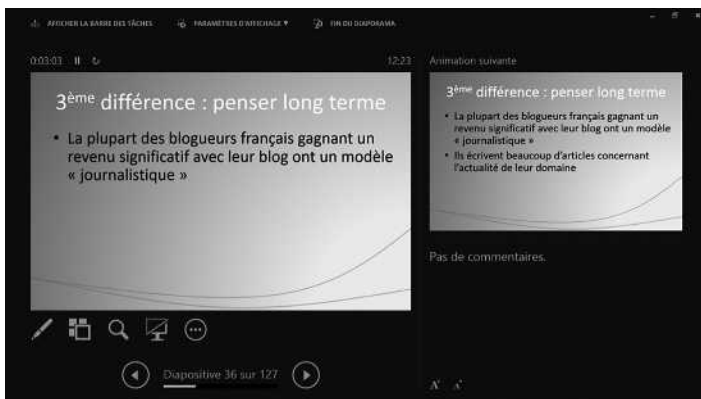 AFFICHER LA BARRE DES TÂCHES PARAMÈTRES D'AFFICHAGE ▼ FIN DU DIAPORAMA
0:03:03 12:23
3ème différence : penser long terme
• La plupart des blogueurs français gagnant un
revenu significatif avec leur blog ont un modèle
« journalistique »
Diapositive 36 sur 127
Animation suivante
3ème différence : penser long terme
• La plupart des blogueurs français gagnant un
revenu significatif avec leur blog ont un modèle
« journalistique »
• Ils écrivent beaucoup d'articles concernant
l'actualité de leur domaine
Pas de commentaires.
A A